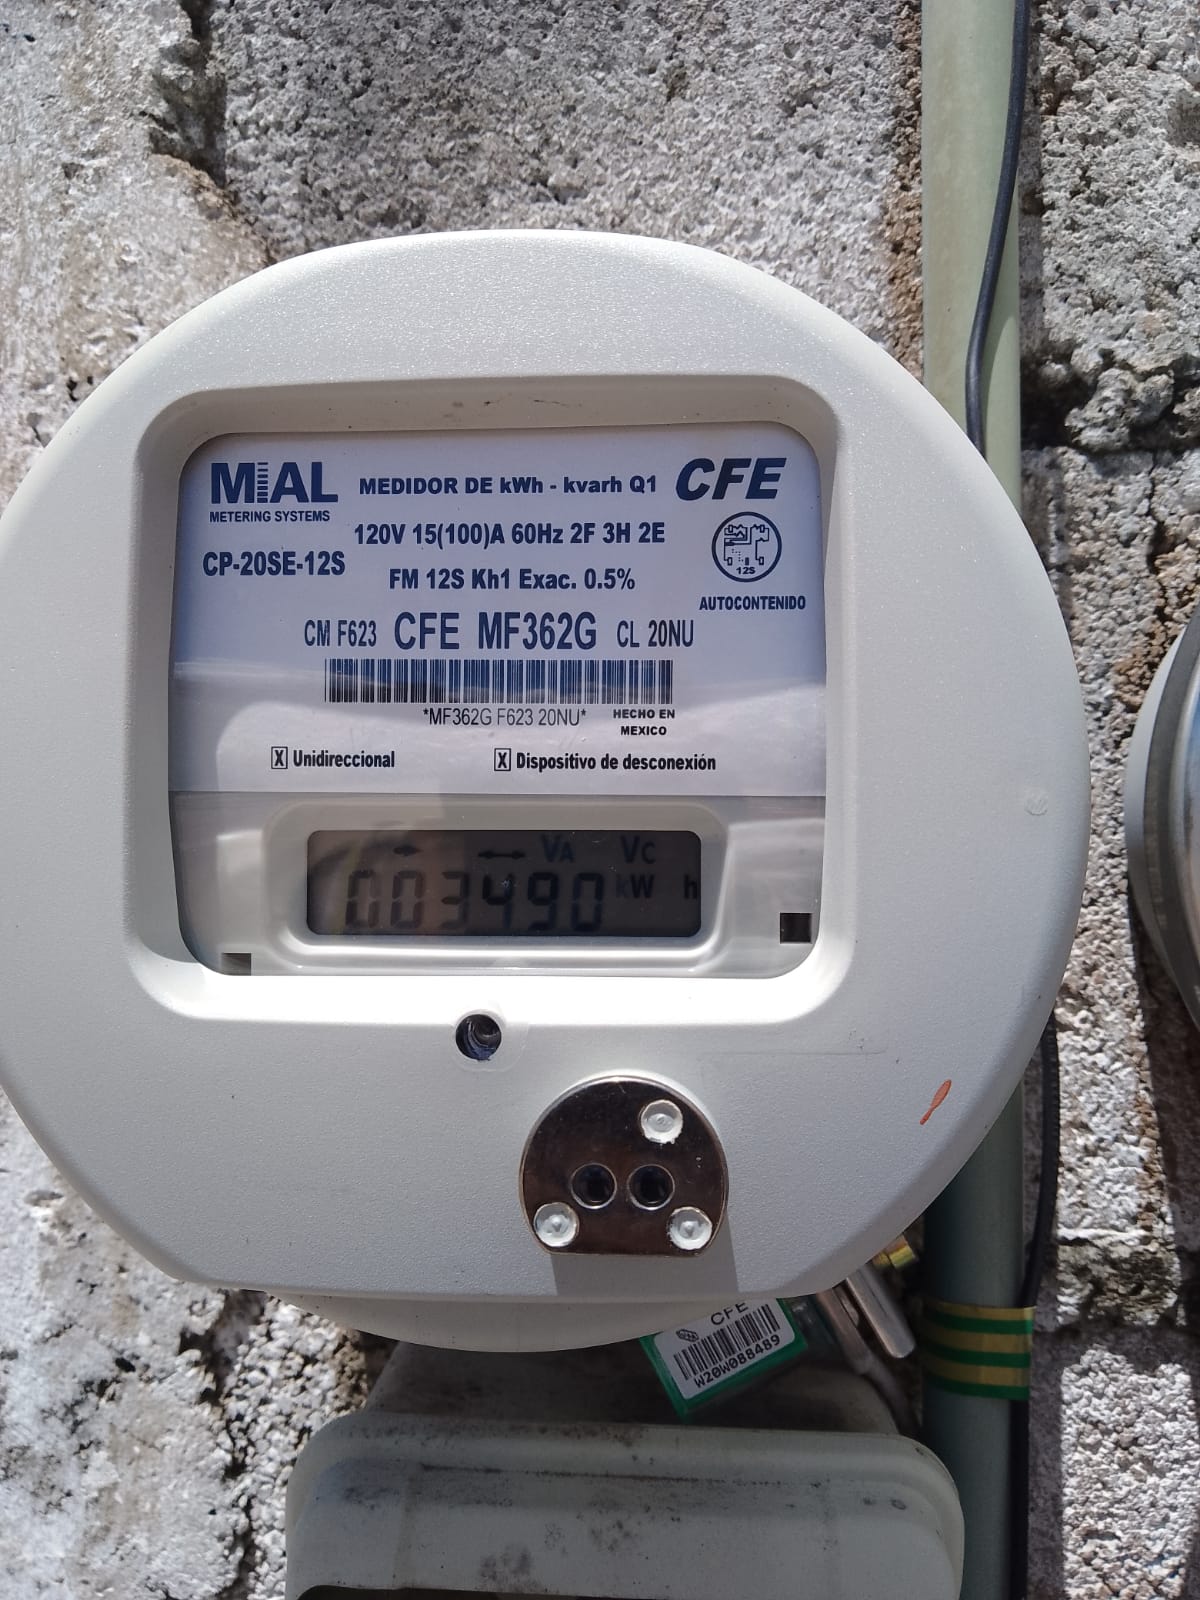 MIAL
METERING SYSTEMS
MEDIDOR DE kWh - kvarh Q1
CFE
120V 15(100)A 60Hz 2F 3H 2E
CP-20SE-12S
FM 12S Kh1 Exac. 0.5%
12S
AUTOCONTENIDO
CM F623 CFE MF362G CL 20NU
*MF362G F623 20NU*
HECHO EN
MEXICO
X Unidireccional
X Dispositivo de desconexión
VA VC
003490 kW h
CFE
W20W088489